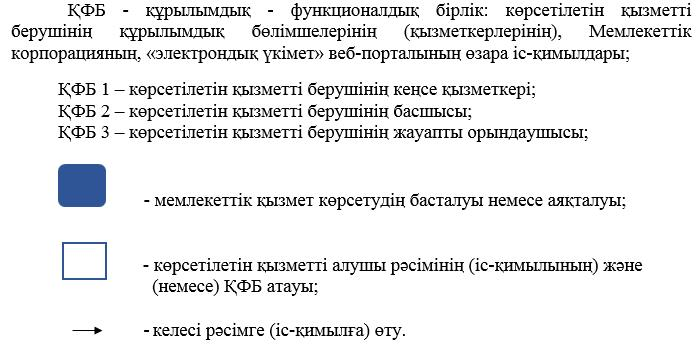 ҚФБ - құрылымдық - функционалдық бірлік: көрсетілетін қызметті
берушінің құрылымдық бөлімшелерінің (қызметкерлерінің), Мемлекеттік
корпорацияның, «электрондық үкімет» веб-порталының өзара іс-қимылдары;
ҚФБ 1 – көрсетілетін қызметті берушінің кеңсе қызметкері;
ҚФБ 2 – көрсетілетін қызметті берушінің басшысы;
ҚФБ 3 – көрсетілетін қызметті берушінің жауапты орындаушысы;
- мемлекеттік қызмет көрсетудің басталуы немесе аяқталуы;
- көрсетілетін қызметті алушы рәсімінің (іс-қимылының) және
(немесе) ҚФБ атауы;
- келесі рәсімге (іс-қимылға) өту.